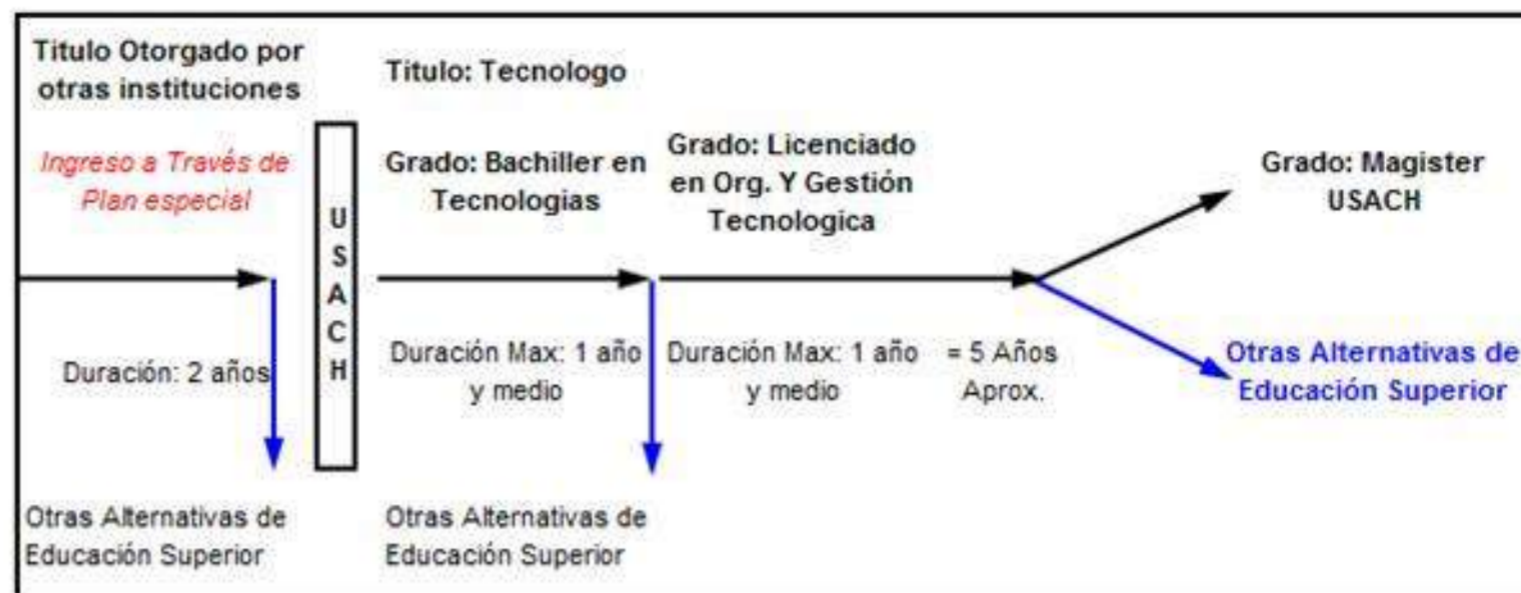 Titulo Otorgado por
otras instituciones
Ingreso a Través de
Plan especial
Duración: 2 años
Otras Alternativas de
Educación Superior
U
S
A
C
H
Titulo: Tecnologo
Grado: Bachiller en
Tecnologias
Duración Max: 1 año
y medio
Otras Alternativas de
Educación Superior
Grado: Licenciado
en Org. Y Gestión
Tecnologica
Duración Max: 1 año
y medio
= 5 Años
Aprox.
Grado: Magister
USACH
Otras Alternativas de
Educación Superior